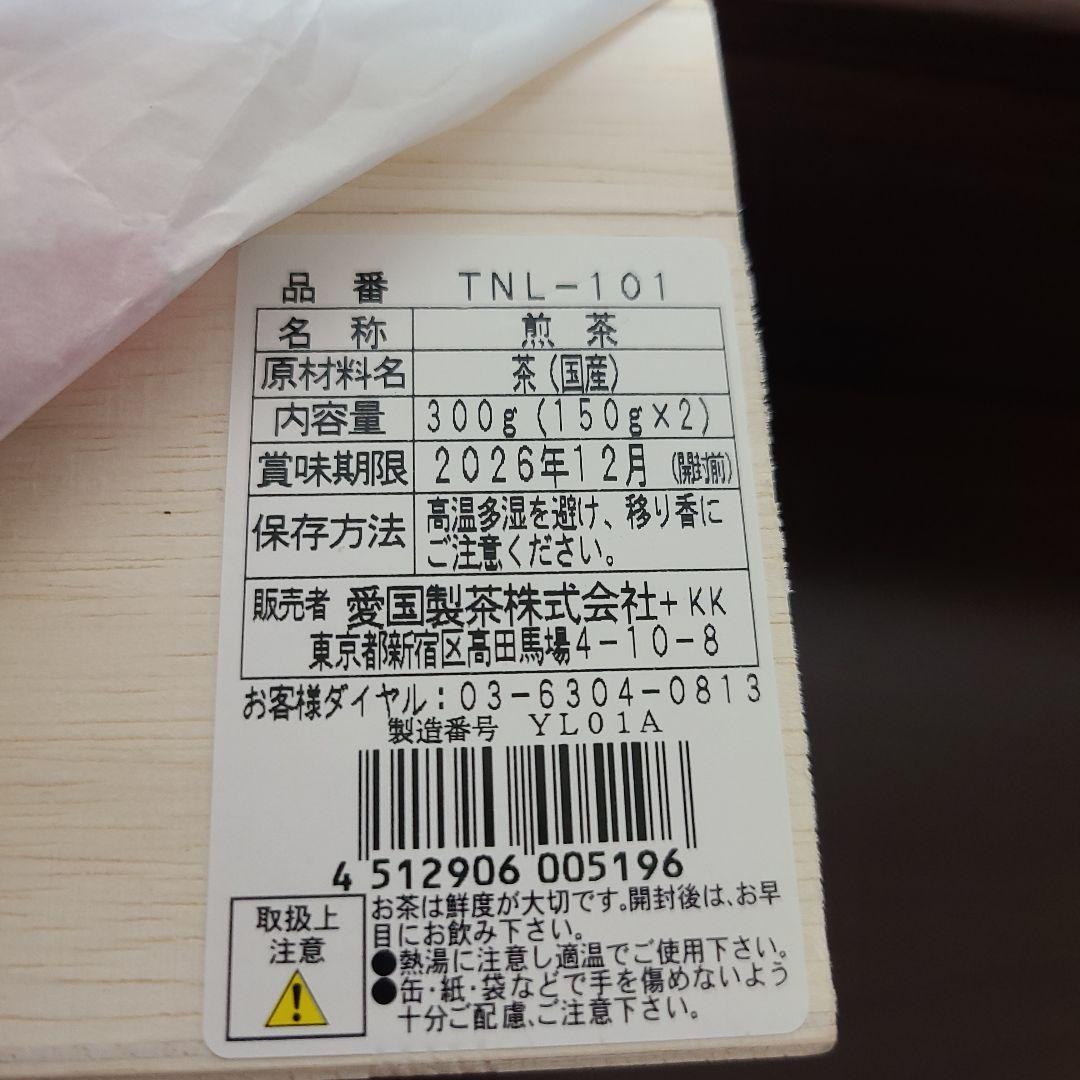 品番 TNL-101
名称 煎茶
原材料名 茶(国産)
内容量 300g(150g×2)
賞味期限 2026年12月(開封前)
保存方法 高温多湿を避け、移り香に
ご注意ください。
販売者 愛国製茶株式会社+KK
東京都新宿区高田馬場4-10-8
お客様ダイヤル:03-6304-0813
製造番号 YL01A
4 512906 005196
取扱上
注意
お茶は鮮度が大切です。開封後は、お早
目にお飲み下さい。
●熱湯に注意し適温でご使用下さい。
●缶・紙・袋などで手を傷めないよう
十分ご配慮、ご注意下さい。